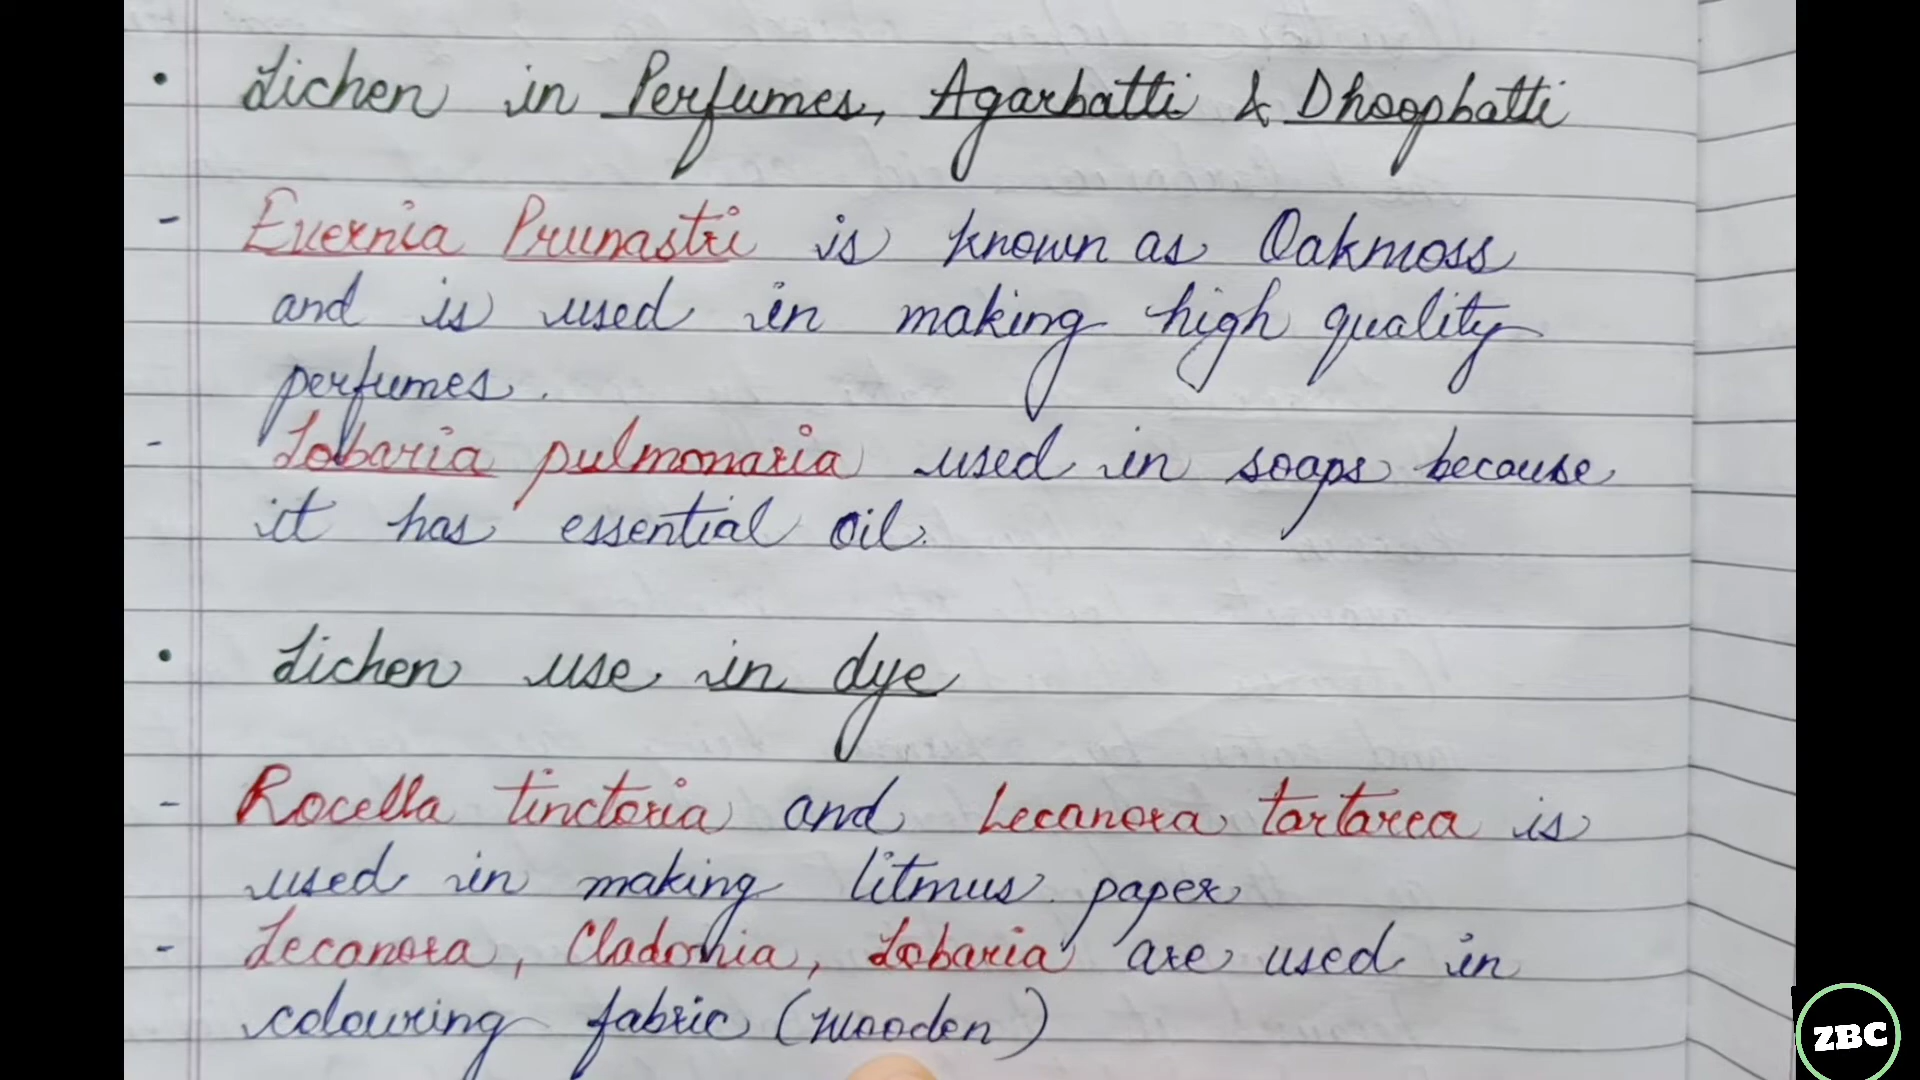 • Lichen in Perfumes, Agarbatti & Dhoopbatti
- Evernia Prunastri is known as Oakmoss
and is used in making high quality
perfumes.
- Lobaria pulmonaria used in soaps because
it has essential oil.
• Lichen use in dye
- Rocella tinctoria and Lecanora tartarea is
used in making litmus paper
- Lecanora, Cladonia, Lobaria are used in
colouring fabric (wooden)
ZBC